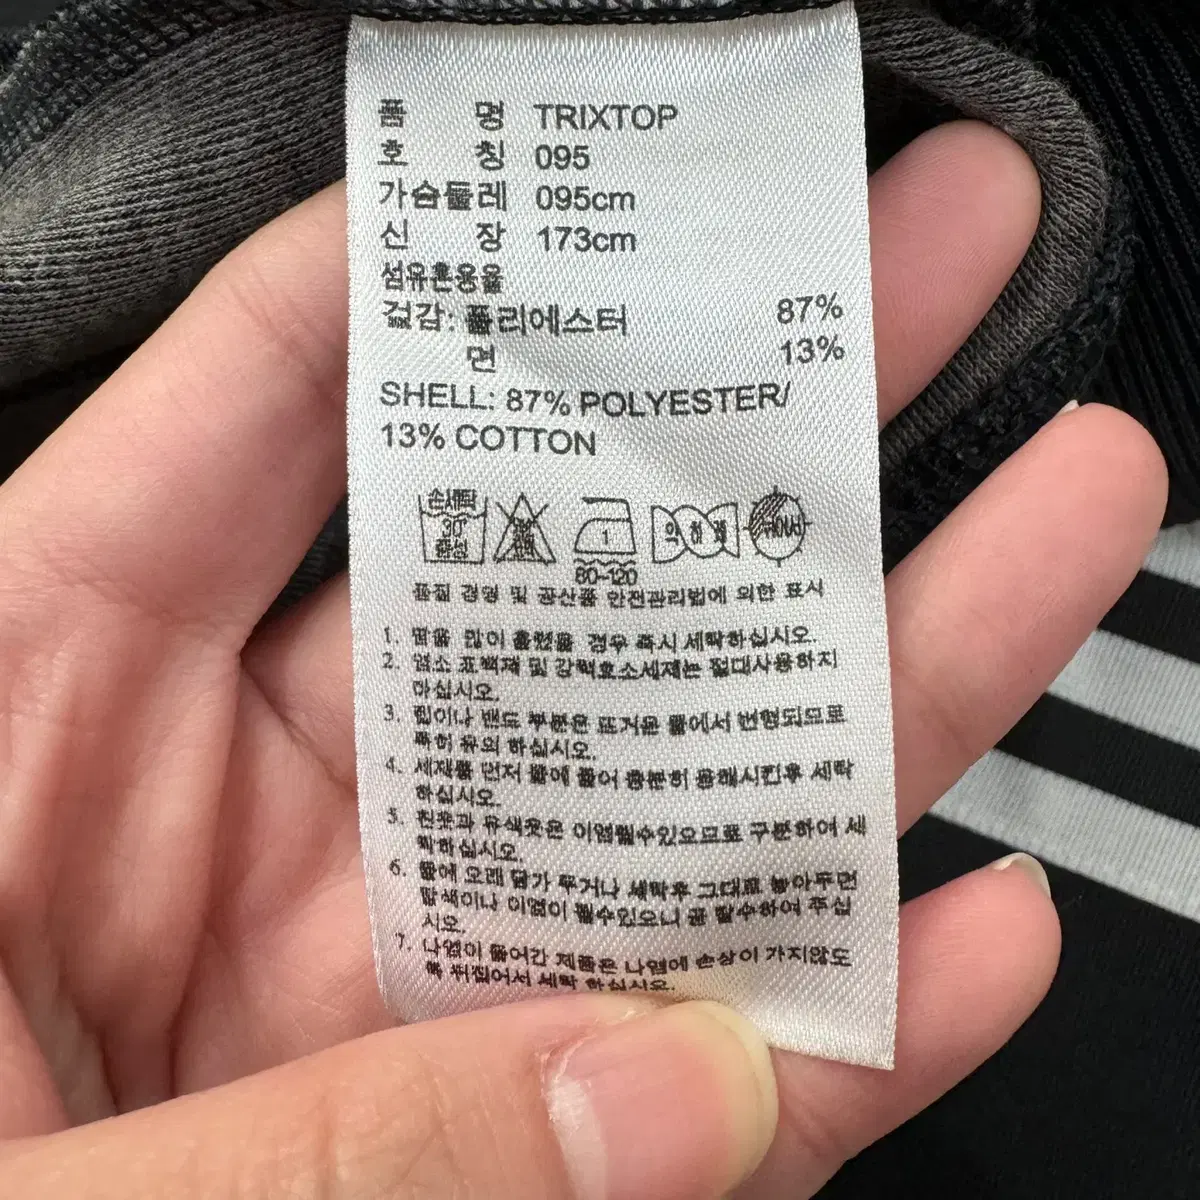 품 명 TRIXTOP
호 칭 095
가슴둘레 095cm
신 장 173cm
섬유혼용율
겉감: 폴리에스터 87%
면 13%
SHELL: 87% POLYESTER/
13% COTTON
손세탁
30°
중성
1
약하게
80-120
품질 경영 및 공산품 안전관리법에 의한 표시
1. 땀을 많이 흘렸을 경우 즉시 세탁하십시오.
2. 염소 표백재 및 강력효소세재는 절대사용하지
마십시오.
3. 립이나 밴드 부분은 뜨거운 물에서 변형되므로
특히 유의 하십시오.
4. 세재를 먼저 물에 풀어 충분히 용해시킨후 세탁
하십시오.
5. 흰옷과 유색옷은 이염될수있으므로 구분하여 세
탁하십시오.
6. 물에 오래 담가 두거나 세탁후 그대로 놓아두면
탈색이나 이염이 될수있으니 곧 탈수하여 주십
시오.
7. 나염이 들어간 제품은 나염에 손상이 가지않도
록 뒤집어서 세탁 하십시오.